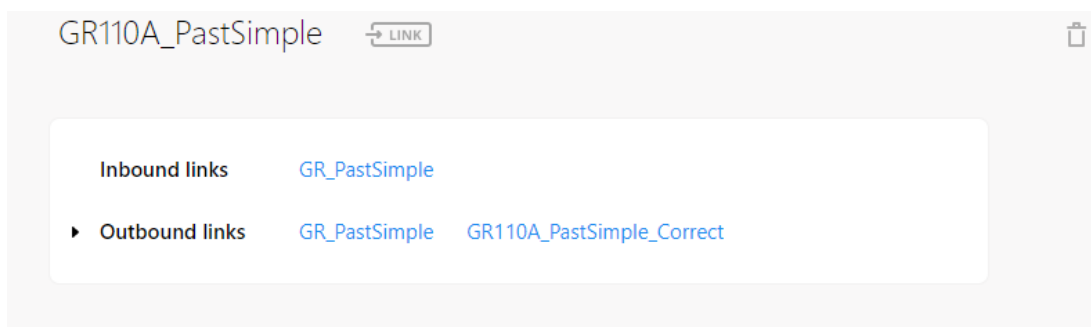 GR110A_PastSimple LINK
Inbound links GR_PastSimple
Outbound links GR_PastSimple GR110A_PastSimple_Correct